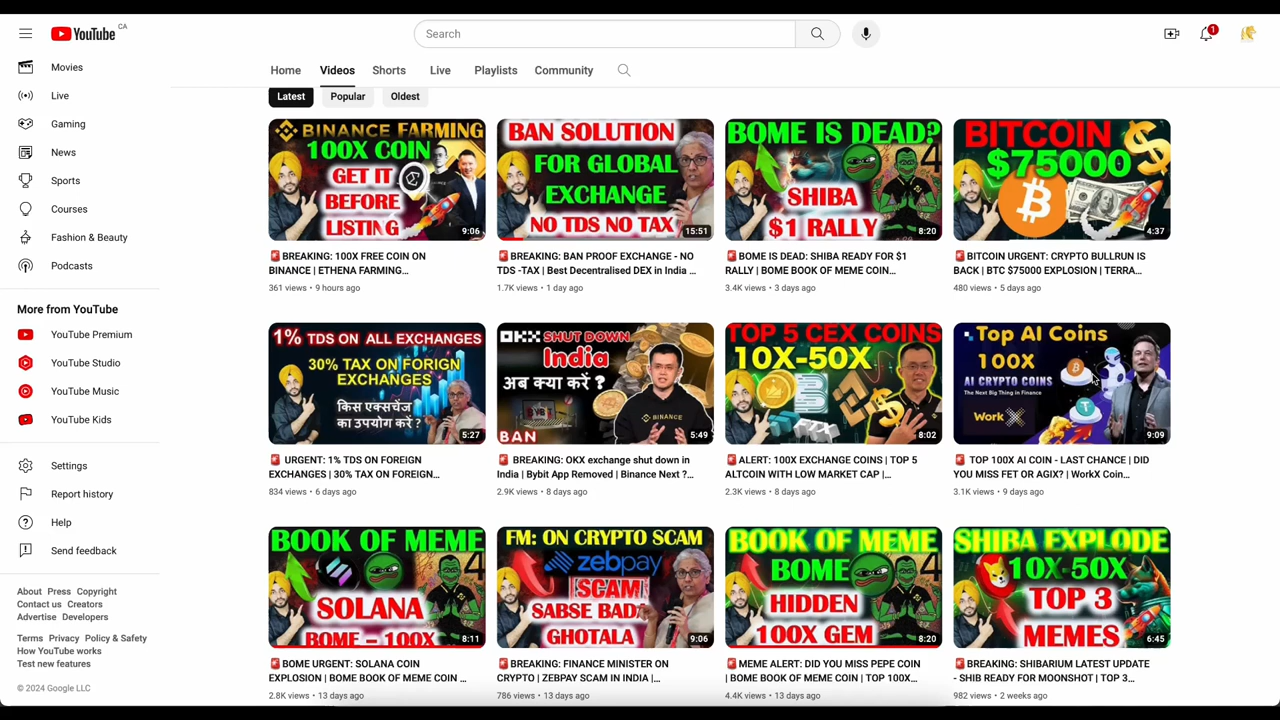 YouTube CA
Search
1
Movies
Live
Gaming
News
Sports
Courses
Fashion & Beauty
Podcasts
More from YouTube
YouTube Premium
YouTube Studio
YouTube Music
YouTube Kids
Settings
Report history
Help
Send feedback
About Press Copyright
Contact us Creators
Advertise Developers
Terms Privacy Policy & Safety
How YouTube works
Test new features
© 2024 Google LLC
Home Videos Shorts Live Playlists Community
Latest Popular Oldest
BINANCE FARMING
100X COIN
GET IT
BEFORE
LISTING
9:06
🚨BREAKING: 100X FREE COIN ON
BINANCE | ETHENA FARMING...
361 views • 9 hours ago
BAN SOLUTION
FOR GLOBAL
EXCHANGE
NO TDS NO TAX
15:51
🚨BREAKING: BAN PROOF EXCHANGE - NO
TDS -TAX | Best Decentralised DEX in India ...
1.7K views • 1 day ago
BOME IS DEAD?
4
SHIBA
$1 RALLY
8:20
🚨BOME IS DEAD: SHIBA READY FOR $1
RALLY | BOME BOOK OF MEME COIN...
3.4K views • 3 days ago
BITCOIN
$75000
4:37
🚨BITCOIN URGENT: CRYPTO BULLRUN IS
BACK | BTC $75000 EXPLOSION | TERRA...
480 views • 5 days ago
1% TDS ON ALL EXCHANGES
30% TAX ON FORIGN
EXCHANGES
किस एक्सचेंज
का उपयोग करें ?
5:27
🚨 URGENT: 1% TDS ON FOREIGN
EXCHANGES | 30% TAX ON FOREIGN...
834 views • 6 days ago
OKX SHUT DOWN
India
अब क्या करें ?
BYBIT
BINANCE
BAN
5:49
🚨 BREAKING: OKX exchange shut down in
India | Bybit App Removed | Binance Next ?...
2.9K views • 8 days ago
TOP 5 CEX COINS
10X-50X
FTX
8:02
🚨ALERT: 100X EXCHANGE COINS | TOP 5
ALTCOIN WITH LOW MARKET CAP |...
2.3K views • 8 days ago
Top AI Coins
100X
AI CRYPTO COINS
The Next Big Thing in Finance
Work X
9:09
🚨 TOP 100X AI COIN - LAST CHANCE | DID
YOU MISS FET OR AGIX? | WorkX Coin...
3.1K views • 9 days ago
BOOK OF MEME
4
SOLANA
BOME – 100X
8:11
🚨BOME URGENT: SOLANA COIN
EXPLOSION | BOME BOOK OF MEME COIN ...
2.8K views • 13 days ago
FM: ON CRYPTO SCAM
zebpay
SCAM
SABSE BADA
GHOTALA
9:06
🚨BREAKING: FINANCE MINISTER ON
CRYPTO | ZEBPAY SCAM IN INDIA |...
786 views • 13 days ago
BOOK OF MEME
BOME
4
HIDDEN
100X GEM
8:20
🚨MEME ALERT: DID YOU MISS PEPE COIN
| BOME BOOK OF MEME COIN | TOP 100X...
4.4K views • 13 days ago
SHIBA EXPLODE
10X-50X
TOP 3
MEMES
6:45
🚨BREAKING: SHIBARIUM LATEST UPDATE
- SHIB READY FOR MOONSHOT | TOP 3...
982 views • 2 weeks ago